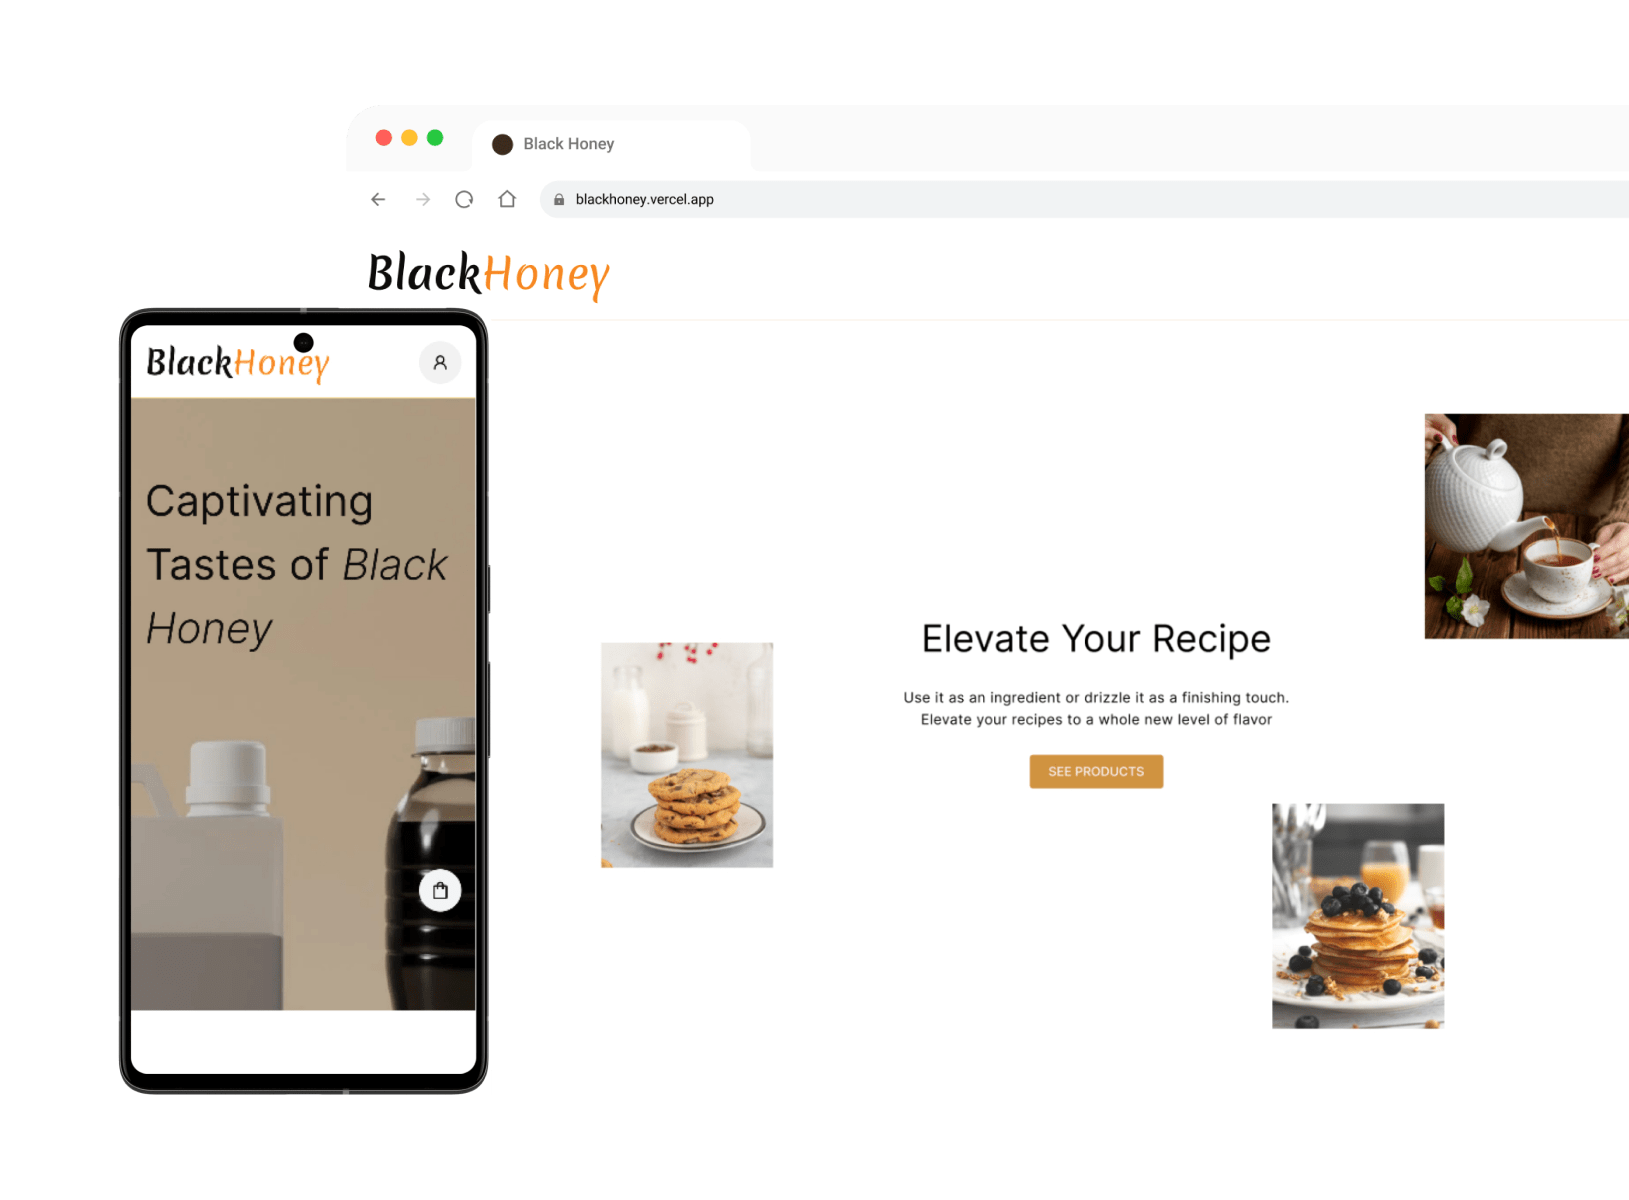 Black Honey
blackhoney.vercel.app
BlackHoney
BlackHoney
Captivating
Tastes of Black
Honey
Elevate Your Recipe
Use it as an ingredient or drizzle it as a finishing touch.
Elevate your recipes to a whole new level of flavor
SEE PRODUCTS